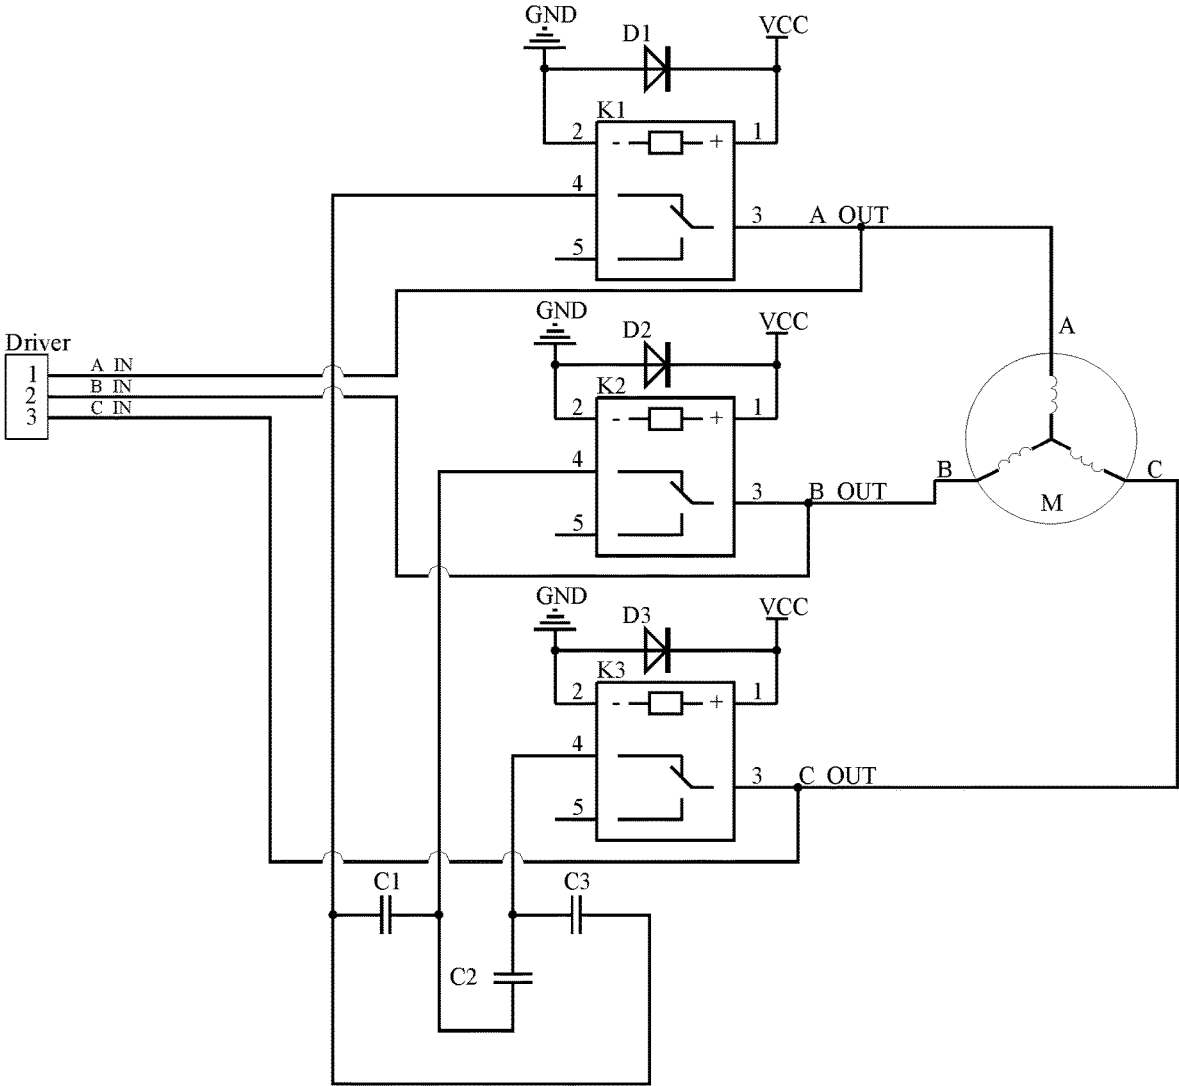 GND
D1
VCC
K1
2 - + 1
4
3 A OUT
5
GND
D2
VCC
Driver
A
1 A IN
2 B IN
3 C IN
K2
2 - + 1
4
B
C
3 B OUT
M
5
GND
D3
VCC
K3
2 - + 1
4
3 C OUT
5
C1
C3
C2